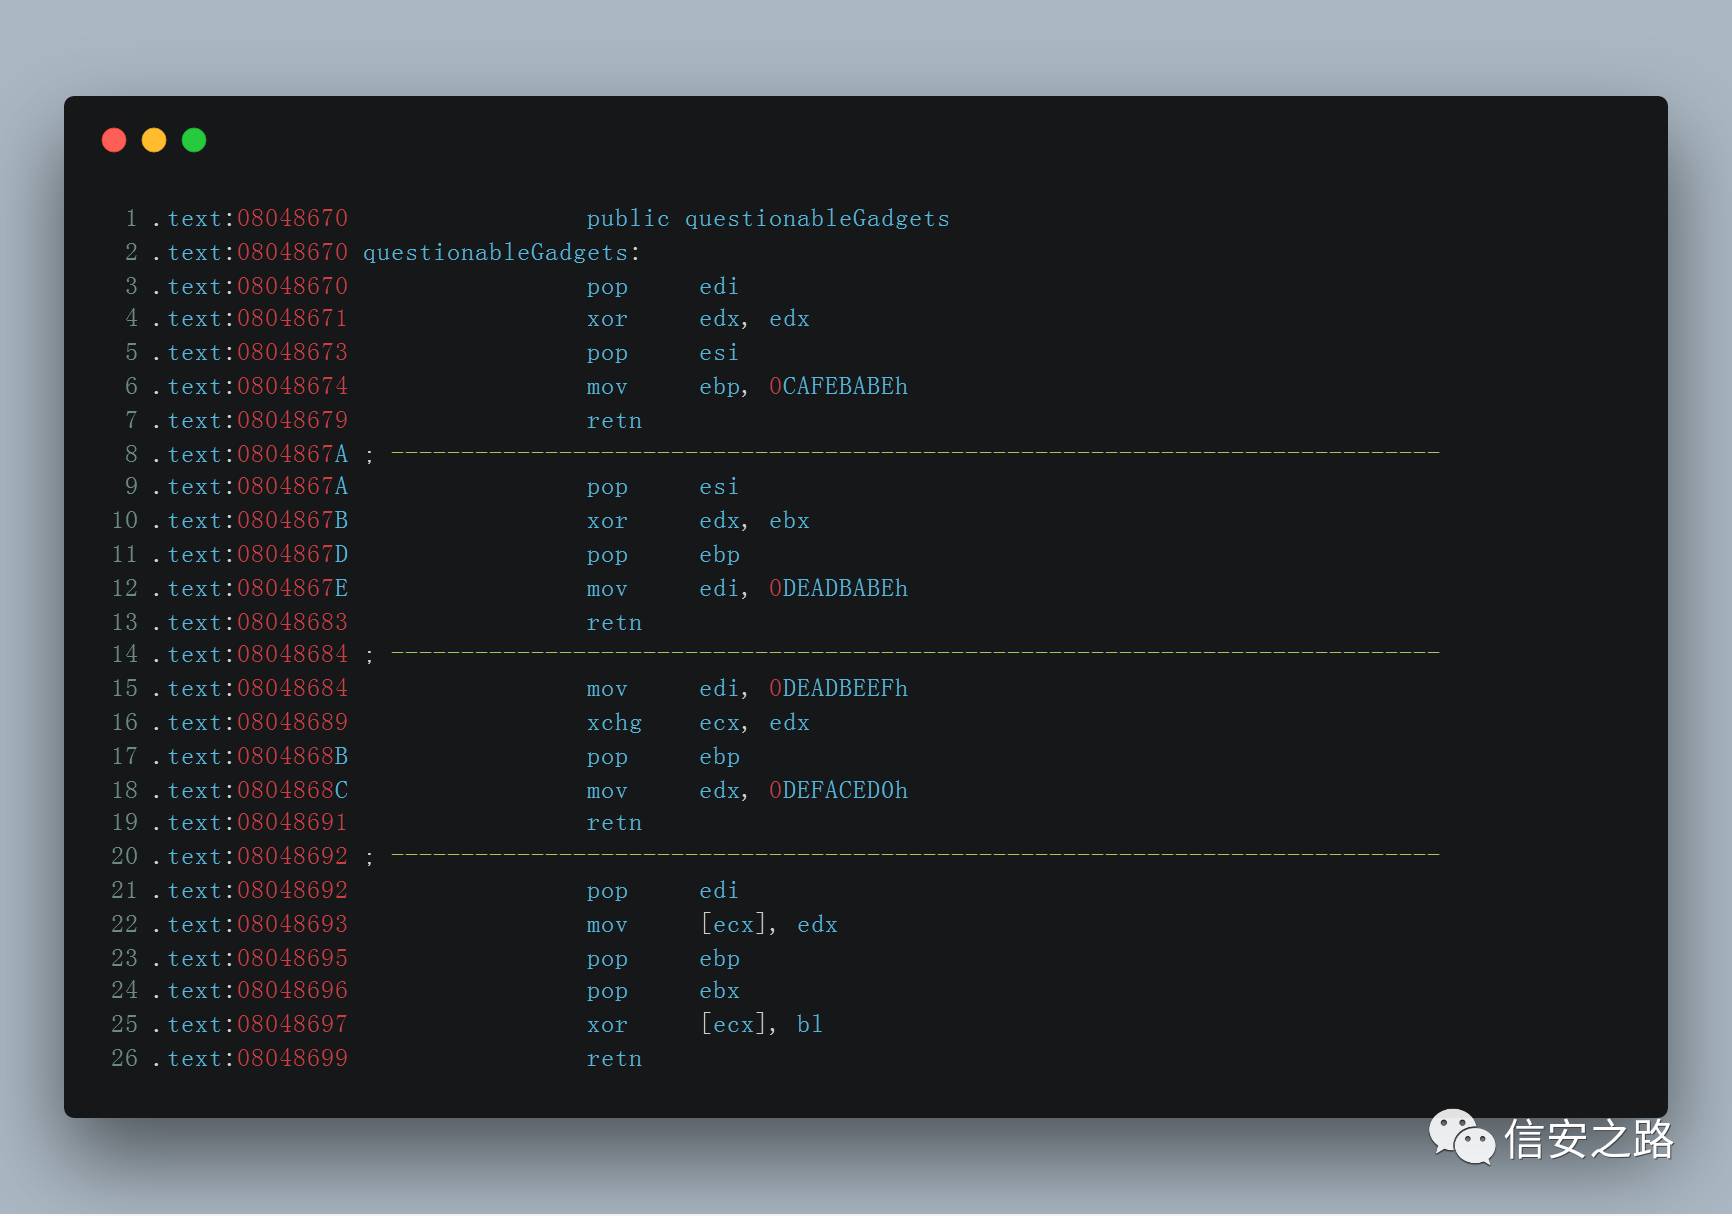 1 .text:08048670                 public questionableGadgets
2 .text:08048670 questionableGadgets:
3 .text:08048670                 pop     edi
4 .text:08048671                 xor     edx, edx
5 .text:08048673                 pop     esi
6 .text:08048674                 mov     ebp, 0CAFEBABEh
7 .text:08048679                 retn
8 .text:0804867A ; ---------------------------------------------------------------------------
9 .text:0804867A                 pop     esi
10 .text:0804867B                 xor     edx, ebx
11 .text:0804867D                 pop     ebp
12 .text:0804867E                 mov     edi, 0DEADBABEh
13 .text:08048683                 retn
14 .text:08048684 ; ---------------------------------------------------------------------------
15 .text:08048684                 mov     edi, 0DEADBEEFh
16 .text:08048689                 xchg    ecx, edx
17 .text:0804868B                 pop     ebp
18 .text:0804868C                 mov     edx, 0DEFACED0h
19 .text:08048691                 retn
20 .text:08048692 ; ---------------------------------------------------------------------------
21 .text:08048692                 pop     edi
22 .text:08048693                 mov     [ecx], edx
23 .text:08048695                 pop     ebp
24 .text:08048696                 pop     ebx
25 .text:08048697                 xor     [ecx], bl
26 .text:08048699                 retn
信安之路